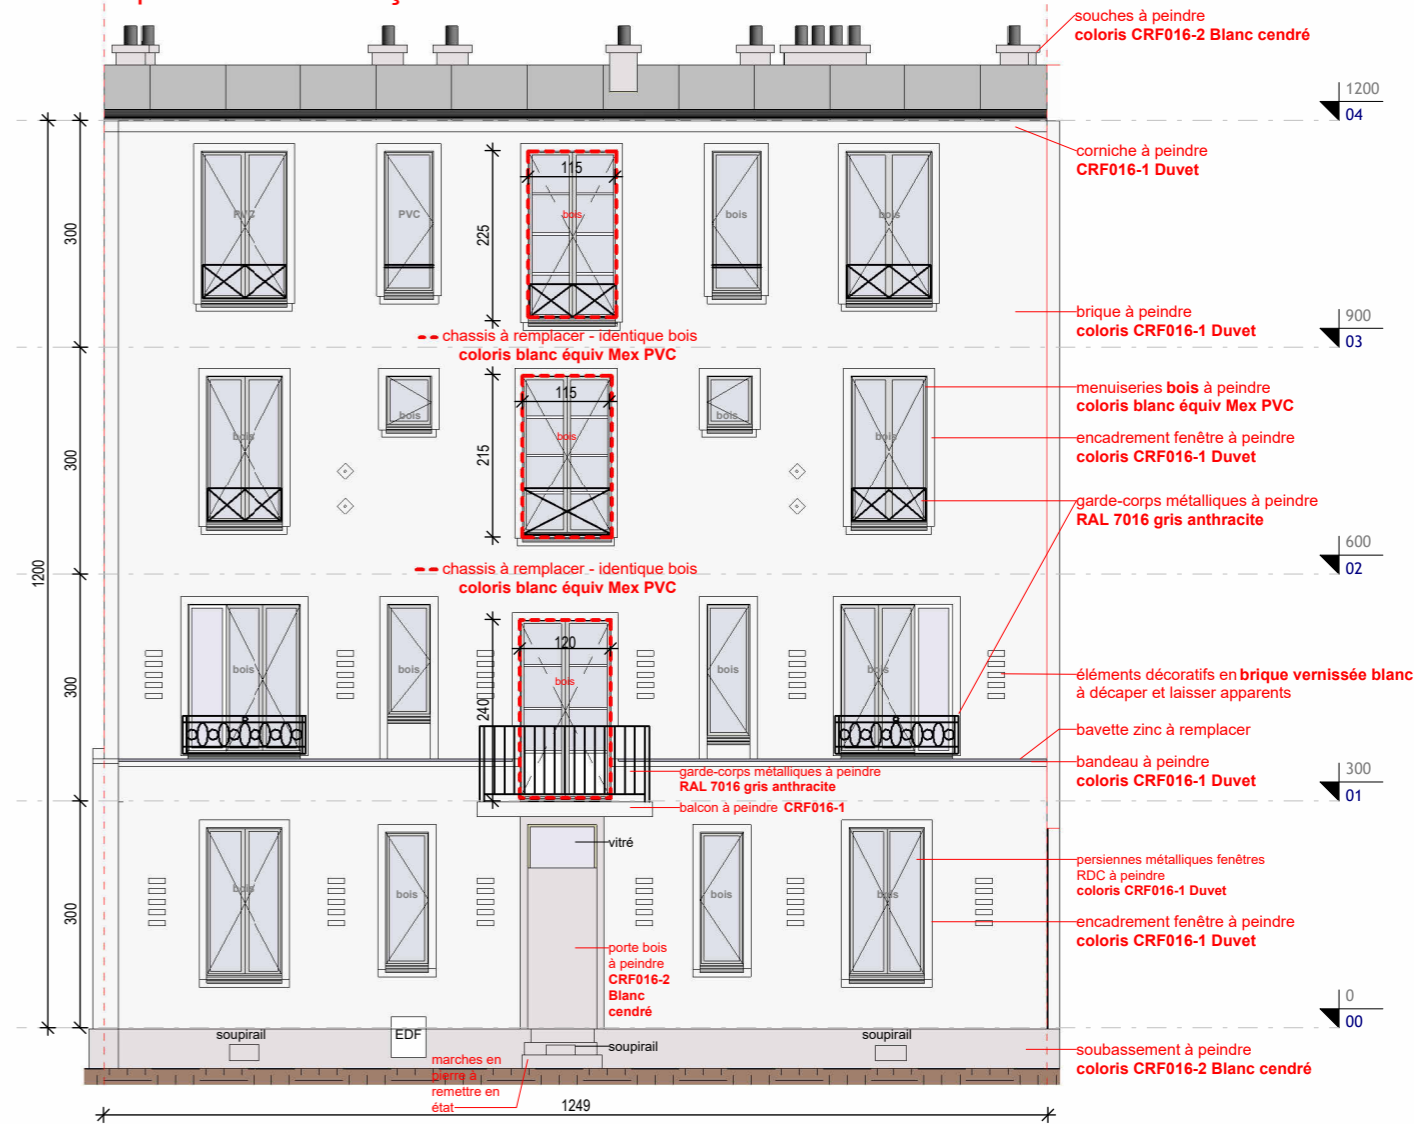 souches à peindre
coloris CRF016-2 Blanc cendré
1200
04
corniche à peindre
CRF016-1 Duvet
115
PVC
PVC
bois
bois
bois
225
300
brique à peindre
coloris CRF016-1 Duvet
900
03
chassis à remplacer - identique bois
coloris blanc équiv Mex PVC
menuiseries bois à peindre
coloris blanc équiv Mex PVC
115
bois
bois
bois
bois
bois
215
300
encadrement fenêtre à peindre
coloris CRF016-1 Duvet
garde-corps métalliques à peindre
RAL 7016 gris anthracite
600
02
1200
chassis à remplacer - identique bois
coloris blanc équiv Mex PVC
120
bois
bois
bois
bois
bois
240
300
éléments décoratifs en brique vernissée blanc
à décaper et laisser apparents
bavette zinc à remplacer
bandeau à peindre
coloris CRF016-1 Duvet
garde-corps métalliques à peindre
RAL 7016 gris anthracite
balcon à peindre CRF016-1
300
01
vitré
persiennes métalliques fenêtres
RDC à peindre
coloris CRF016-1 Duvet
bois
bois
bois
bois
300
encadrement fenêtre à peindre
coloris CRF016-1 Duvet
porte bois
à peindre
CRF016-2
Blanc
cendré
0
00
soupirail
EDF
soupirail
soupirail
soubassement à peindre
coloris CRF016-2 Blanc cendré
marches en
pierre à
remettre en
état
1249